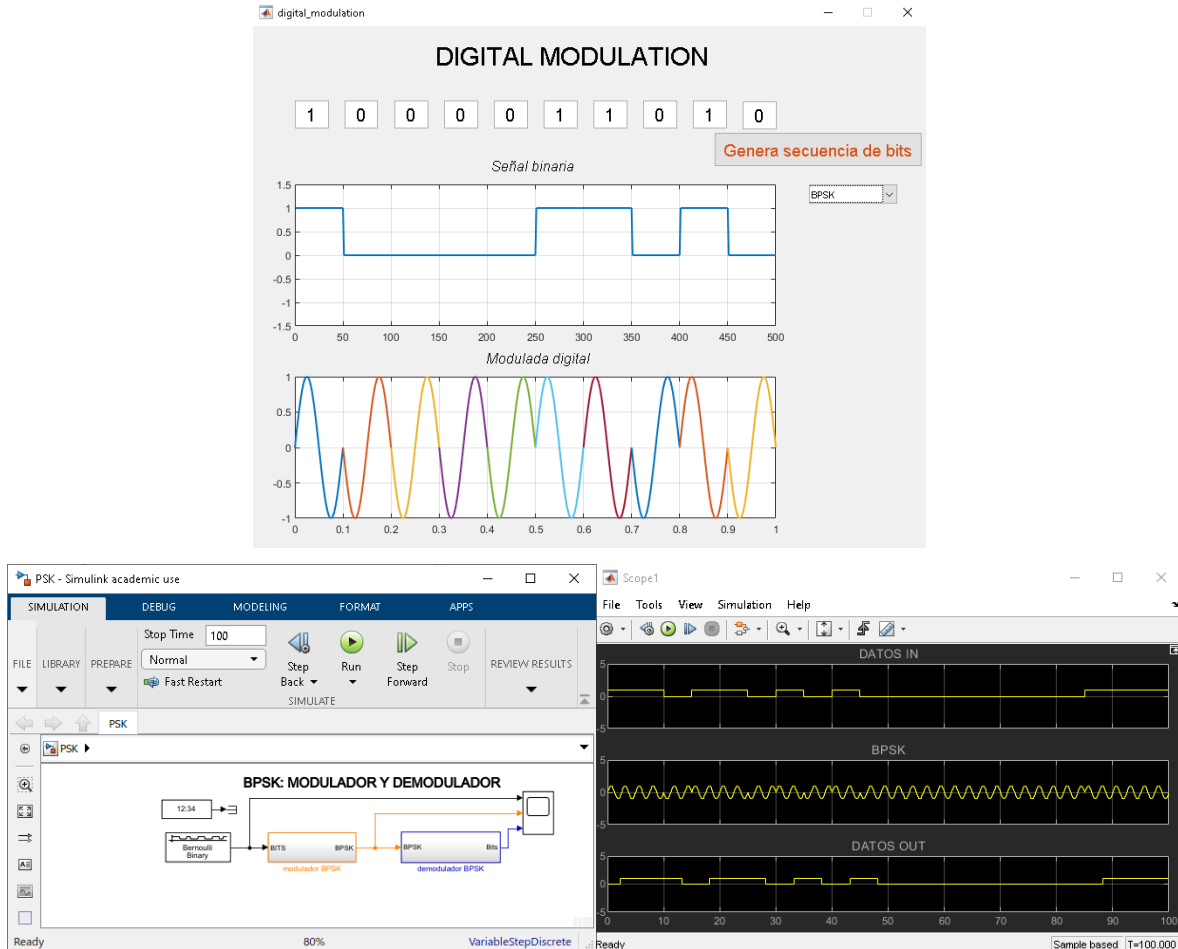 digital_modulation
DIGITAL MODULATION
1 0 0 0 0 1 1 0 1 0
Genera secuencia de bits
Señal binaria
BPSK
1.5
1
0.5
0
-0.5
-1
-1.5
0 50 100 150 200 250 300 350 400 450 500
Modulada digital
1
0.5
0
-0.5
-1
0 0.1 0.2 0.3 0.4 0.5 0.6 0.7 0.8 0.9 1
PSK - Simulink academic use
SIMULATION DEBUG MODELING FORMAT APPS
FILE
LIBRARY
PREPARE
Stop Time 100
Normal
Fast Restart
Step Back
Run
Step Forward
Stop
SIMULATE
REVIEW RESULTS
PSK
PSK
BPSK: MODULADOR Y DEMODULADOR
12:34
Bernoulli
Binary
BITS BPSK
modulador BPSK
BPSK Bits
demodulador BPSK
Ready 80% VariableStepDiscrete
Scope1
File Tools View Simulation Help
DATOS IN
5
0
-5
BPSK
5
0
-5
DATOS OUT
5
0
-5
0 10 20 30 40 50 60 70 80 90 100
Ready Sample based T=100.000